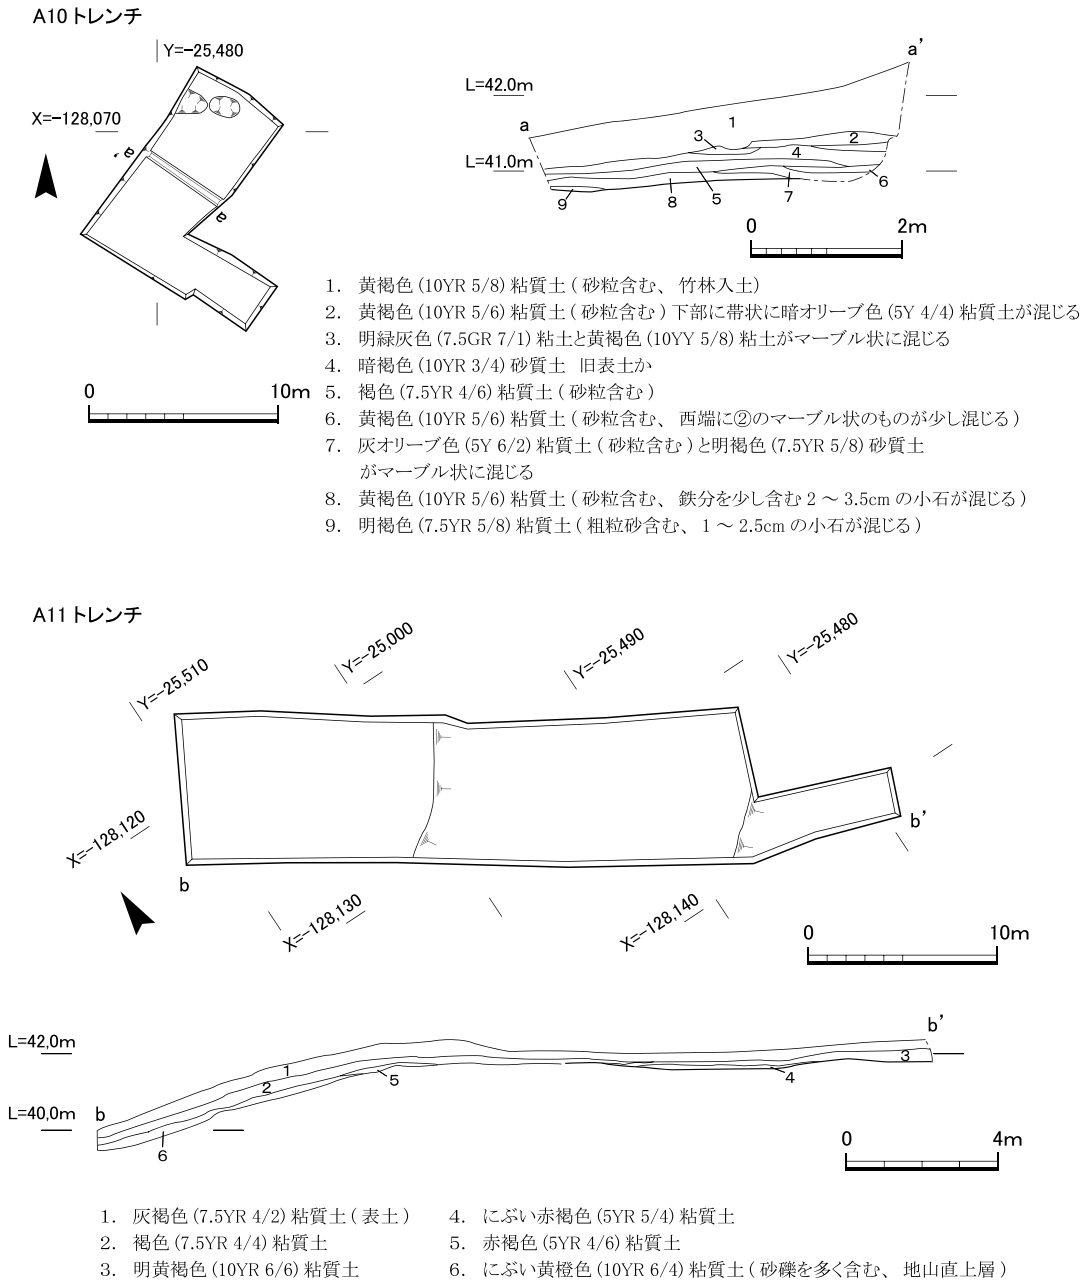 A10 トレンチ
Y=-25,480
X=-128,070
a'
a
L=42.0m
L=41.0m
a
a'
1
2
3
4
5
6
7
8
9
0 2m
0 10m
1. 黄褐色 (10YR 5/8) 粘質土 ( 砂粒含む、 竹林入土)
2. 黄褐色 (10YR 5/6) 粘質土 ( 砂粒含む ) 下部に帯状に暗オリーブ色 (5Y 4/4) 粘質土が混じる
3. 明緑灰色 (7.5GR 7/1) 粘土と黄褐色 (10YY 5/8) 粘土がマーブル状に混じる
4. 暗褐色 (10YR 3/4) 砂質土 旧表土か
5. 褐色 (7.5YR 4/6) 粘質土 ( 砂粒含む )
6. 黄褐色 (10YR 5/6) 粘質土 ( 砂粒含む、 西端に②のマーブル状のものが少し混じる )
7. 灰オリーブ色 (5Y 6/2) 粘質土 ( 砂粒含む ) と明褐色 (7.5YR 5/8) 砂質土
がマーブル状に混じる
8. 黄褐色 (10YR 5/6) 粘質土 ( 砂粒含む、 鉄分を少し含む 2 ～ 3.5cm の小石が混じる )
9. 明褐色 (7.5YR 5/8) 粘質土 ( 粗粒砂含む、 1 ～ 2.5cm の小石が混じる )
A11 トレンチ
Y=-25,510
Y=-25,000
Y=-25,490
Y=-25,480
X=-128,120
X=-128,130
X=-128,140
b
b'
0 10m
L=42,0m
L=40,0m
b
b'
1
2
3
4
5
6
0 4m
1. 灰褐色 (7.5YR 4/2) 粘質土 ( 表土 )
2. 褐色 (7.5YR 4/4) 粘質土
3. 明黄褐色 (10YR 6/6) 粘質土
4. にぶい赤褐色 (5YR 5/4) 粘質土
5. 赤褐色 (5YR 4/6) 粘質土
6. にぶい黄橙色 (10YR 6/4) 粘質土 ( 砂礫を多く含む、 地山直上層 )